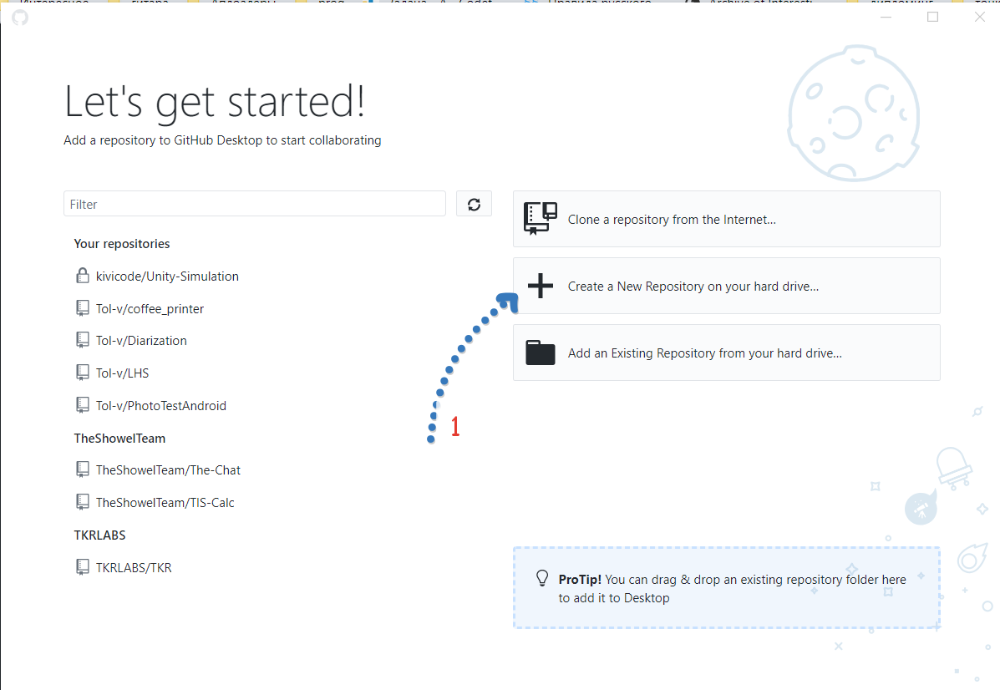 Let's get started!
Add a repository to GitHub Desktop to start collaborating
Filter
Your repositories
kivicode/Unity-Simulation
Tol-v/coffee_printer
Tol-v/Diarization
Tol-v/LHS
Tol-v/PhotoTestAndroid
TheShowelTeam
TheShowelTeam/The-Chat
TheShowelTeam/TIS-Calc
TKRLABS
TKRLABS/TKR
Clone a repository from the Internet...
Create a New Repository on your hard drive...
Add an Existing Repository from your hard drive...
1
ProTip! You can drag & drop an existing repository folder here
to add it to Desktop